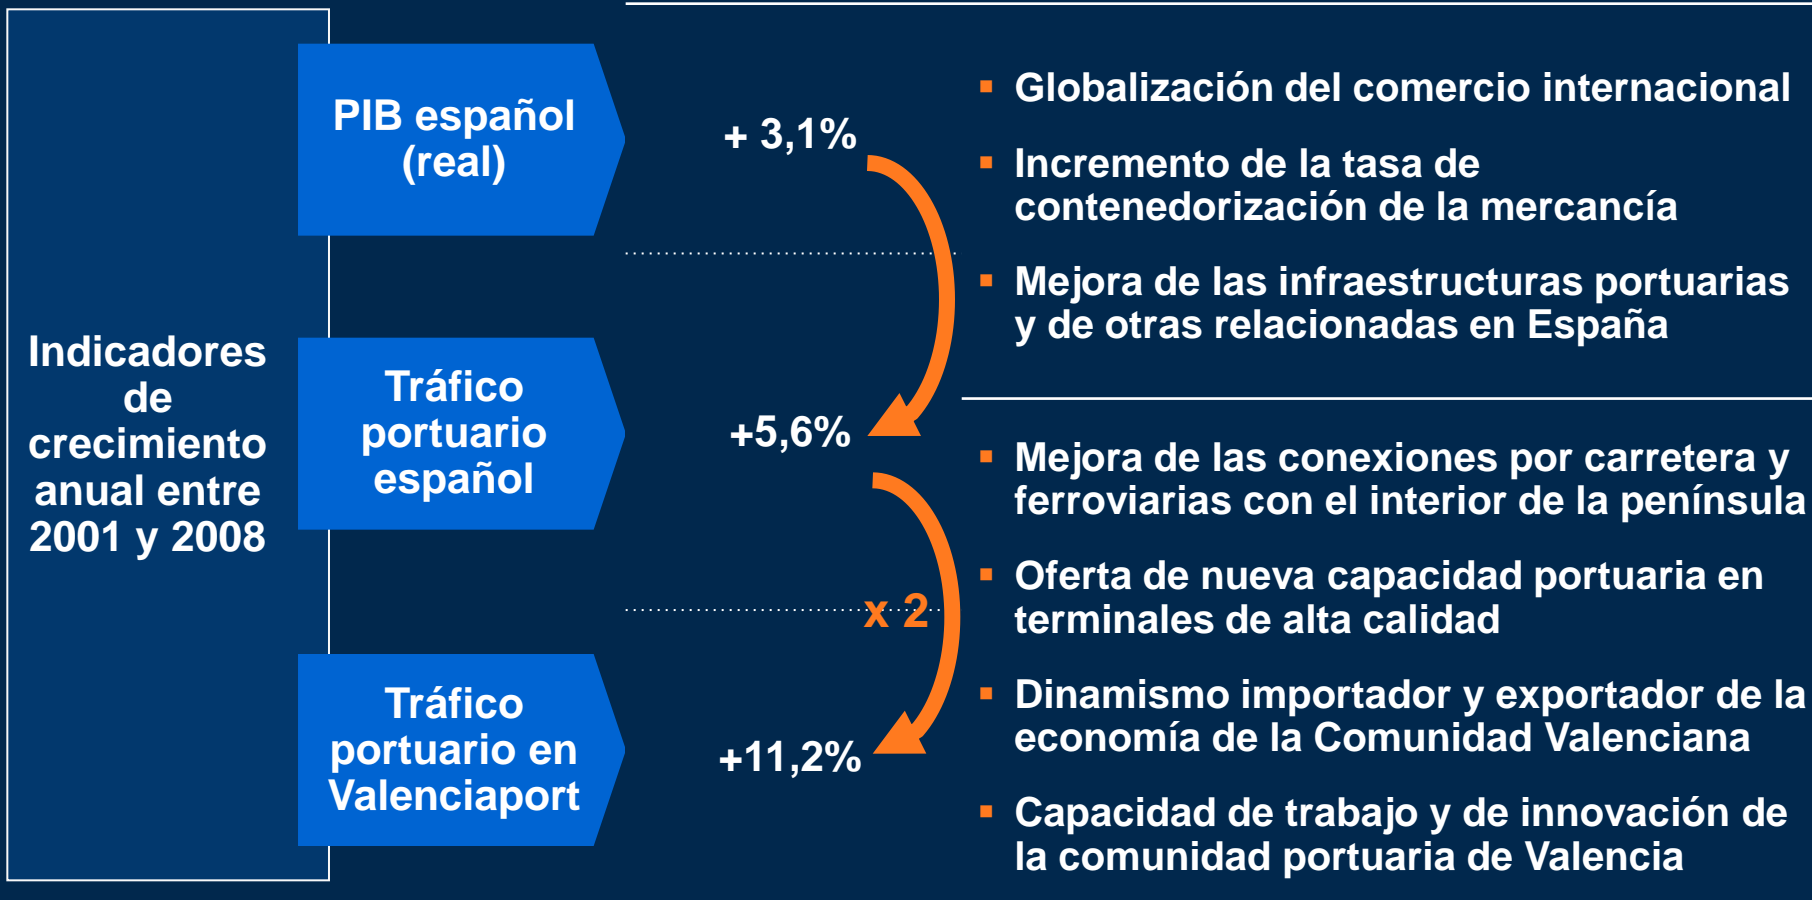 Indicadores
de
crecimiento
anual entre
2001 y 2008
PIB español
(real)
+ 3,1%
Tráfico
portuario
español
+5,6%
x 2
Tráfico
portuario en
Valenciaport
+11,2%
▪ Globalización del comercio internacional
▪ Incremento de la tasa de
contenedorización de la mercancía
▪ Mejora de las infraestructuras portuarias
y de otras relacionadas en España
▪ Mejora de las conexiones por carretera y
ferroviarias con el interior de la península
▪ Oferta de nueva capacidad portuaria en
terminales de alta calidad
▪ Dinamismo importador y exportador de la
economía de la Comunidad Valenciana
▪ Capacidad de trabajo y de innovación de
la comunidad portuaria de Valencia